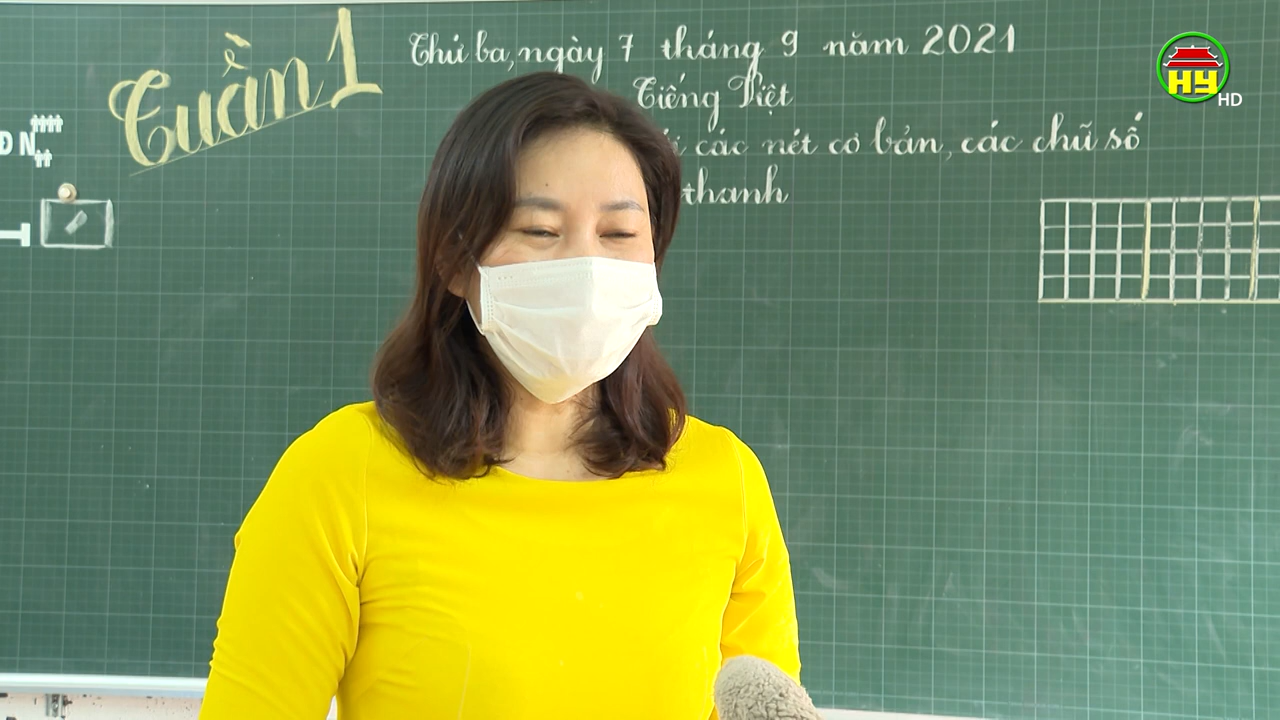 Tuần 1
Thứ ba, ngày 7 tháng 9 năm 2021
Tiếng Việt
các nét cơ bản, các chữ số
thanh
Đ N
HY
HD